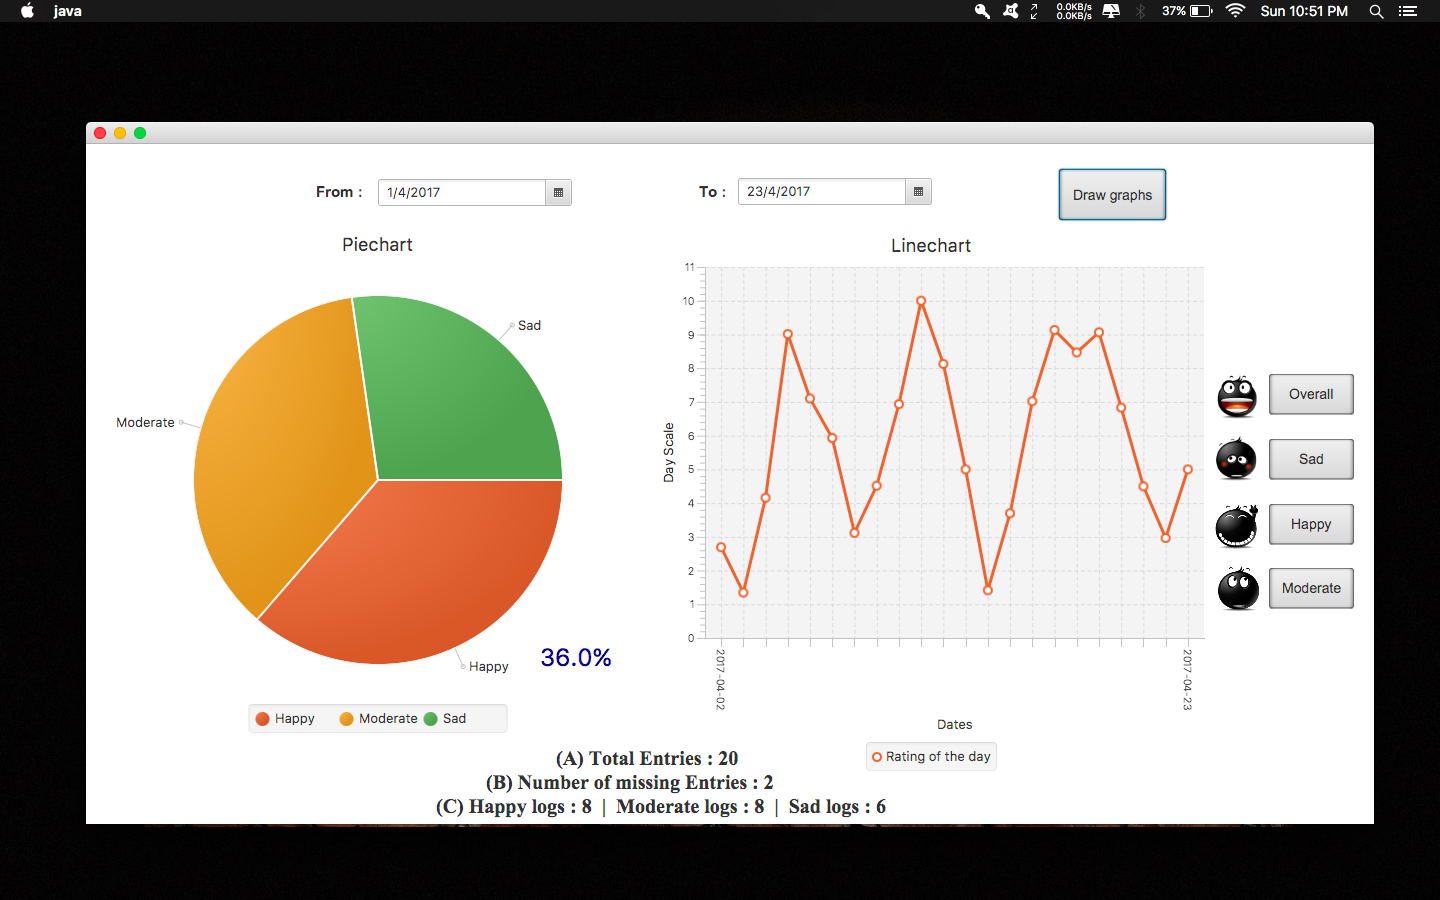 java
0.0KB/s
0.0KB/s
37%
Sun 10:51 PM
From :
1/4/2017
To :
23/4/2017
Draw graphs
Piechart
Sad
Moderate
Happy
36.0%
Happy Moderate Sad
Linechart
11
10
9
8
7
6
5
4
3
2
1
0
Day Scale
2017-04-02
2017-04-23
Dates
Rating of the day
Overall
Sad
Happy
Moderate
(A) Total Entries : 20
(B) Number of missing Entries : 2
(C) Happy logs : 8 | Moderate logs : 8 | Sad logs : 6